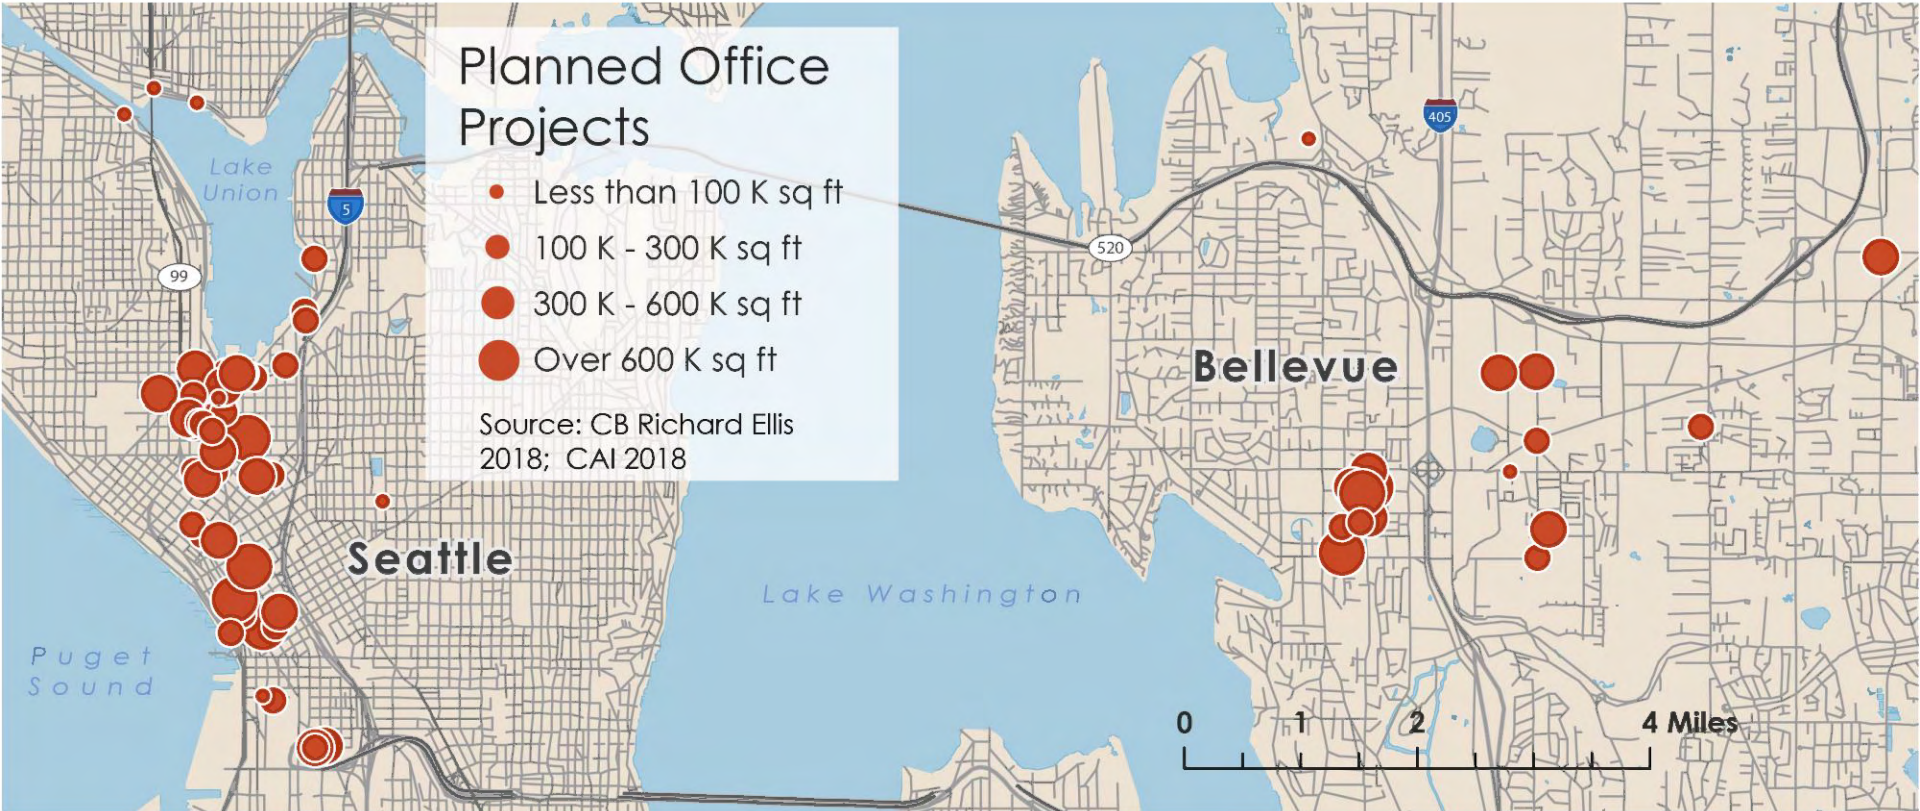 Planned Office
Projects
Less than 100 K sq ft
100 K - 300 K sq ft
300 K - 600 K sq ft
Over 600 K sq ft
Source: CB Richard Ellis
2018; CAI 2018
Lake
Union
5
99
405
520
Bellevue
Seattle
Lake Washington
Puget
Sound
0 1 2 4 Miles